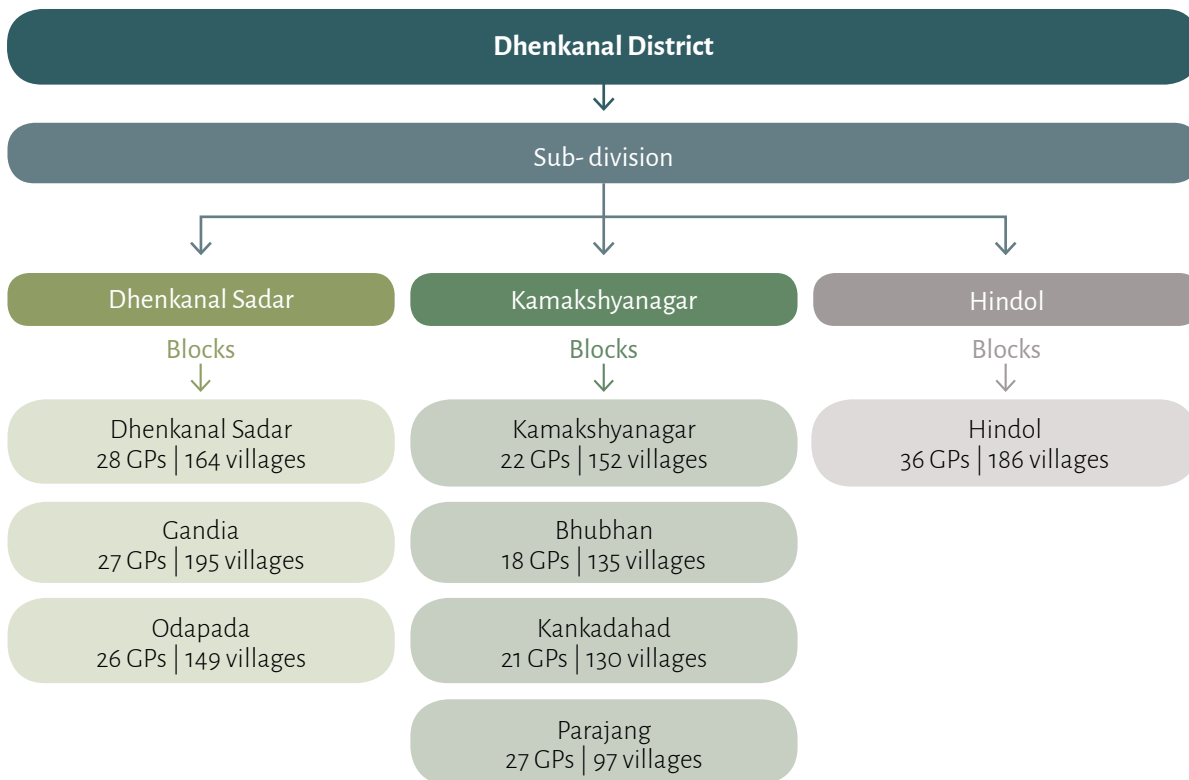 Dhenkanal District
Sub- division
Dhenkanal Sadar
Blocks
Dhenkanal Sadar
28 GPs | 164 villages
Gandia
27 GPs | 195 villages
Odapada
26 GPs | 149 villages
Kamakshyanagar
Blocks
Kamakshyanagar
22 GPs | 152 villages
Bhubhan
18 GPs | 135 villages
Kankadahad
21 GPs | 130 villages
Parajang
27 GPs | 97 villages
Hindol
Blocks
Hindol
36 GPs | 186 villages